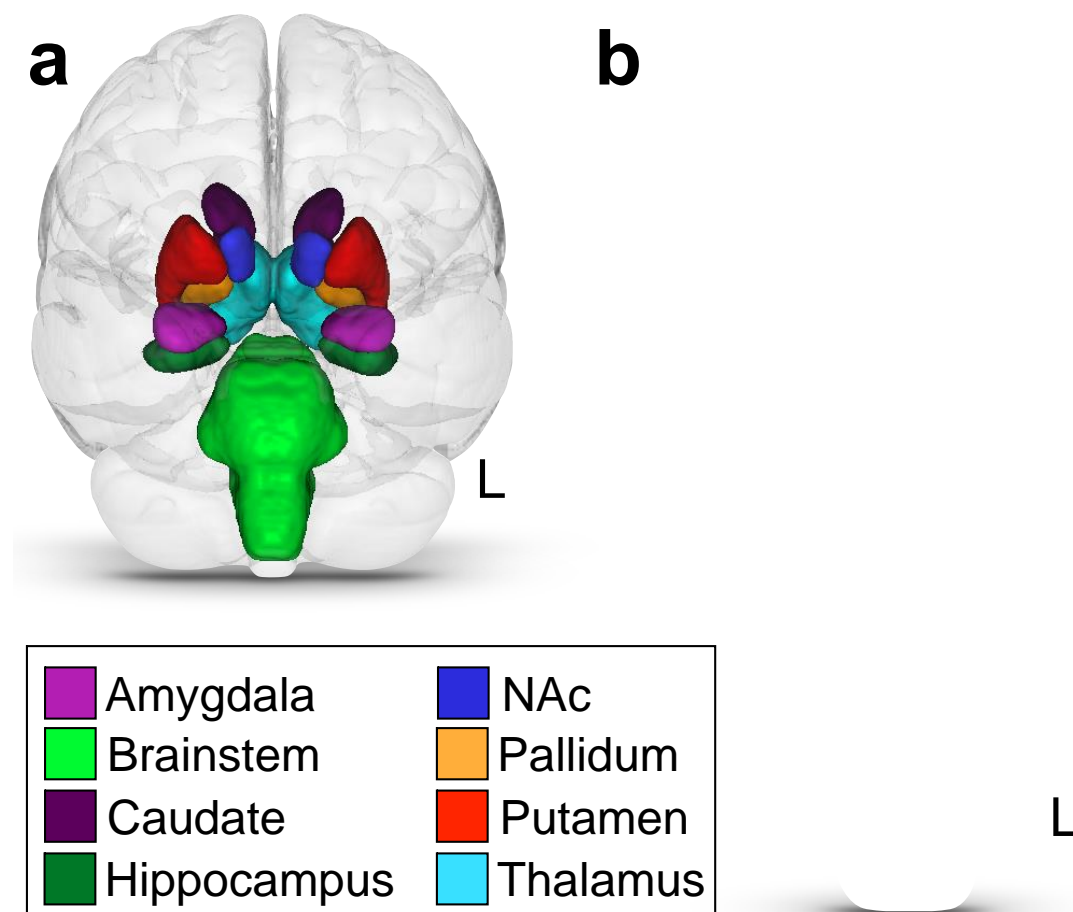 a b
L
Amygdala NAc
Brainstem Pallidum
Caudate Putamen
L
Hippocampus Thalamus